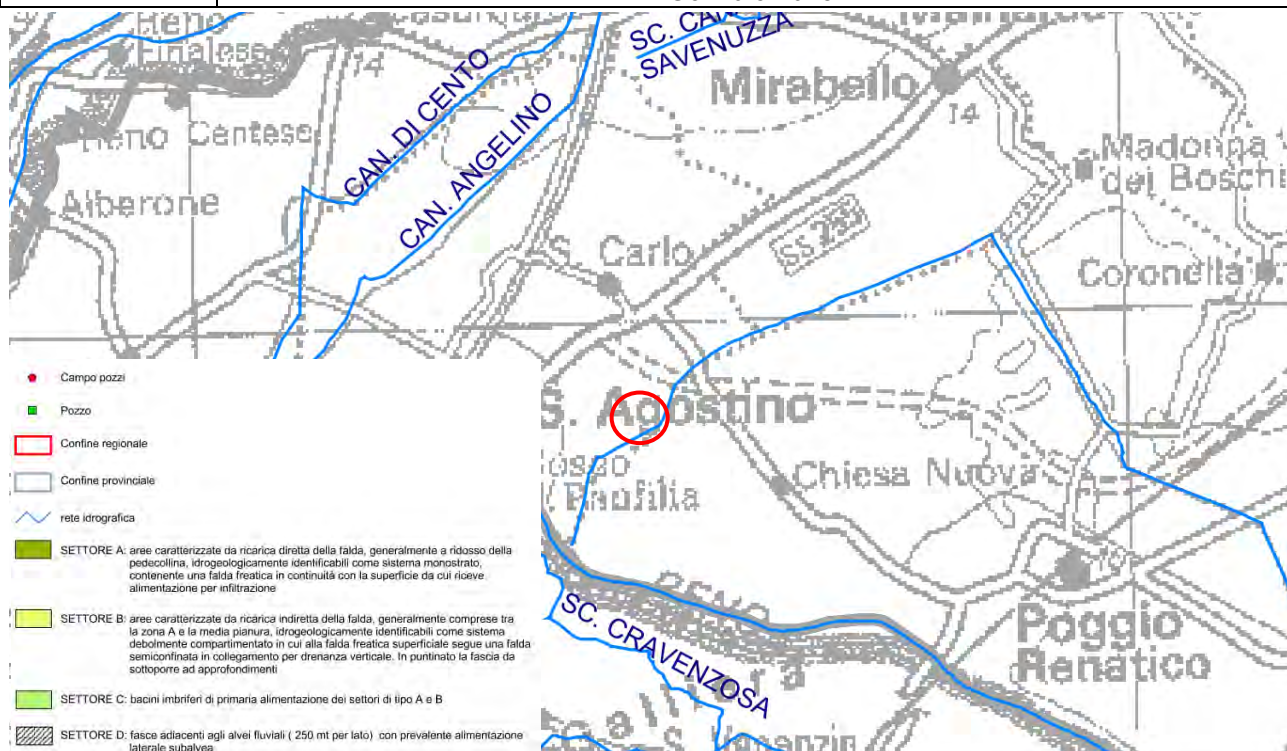 Finalese
CAN. DI CENTO
CAN. ANGELINO
SC. CAN.
SAVENUZZA
Mirabello
14
14
Reno Centese
Alberone
Madonna
dei Boschi
S. Carlo
SS 255
Coronella
S. Agostino
Chiesa Nuova
Bosco
Panfilia
RENO
10
Poggio
Renatico
SC. CRAVENZOSA
Campo pozzi
Pozzo
Confine regionale
Confine provinciale
rete idrografica
SETTORE A: aree caratterizzate da ricarica diretta della falda, generalmente a ridosso della
pedecollina, idrogeologicamente identificabili come sistema monostrato,
contenente una falda freatica in continuità con la superficie da cui riceve
alimentazione per infiltrazione
SETTORE B: aree caratterizzate da ricarica indiretta della falda, generalmente comprese tra
la zona A e la media pianura, idrogeologicamente identificabili come sistema
debolmente compartimentato in cui alla falda freatica superficiale segue una falda
semiconfinata in collegamento per drenanza verticale. In puntinato la fascia da
sottoporre ad approfondimenti
SETTORE C: bacini imbriferi di primaria alimentazione dei settori di tipo A e B
SETTORE D: fasce adiacenti agli alvei fluviali ( 250 mt per lato) con prevalente alimentazione
laterale subalvea